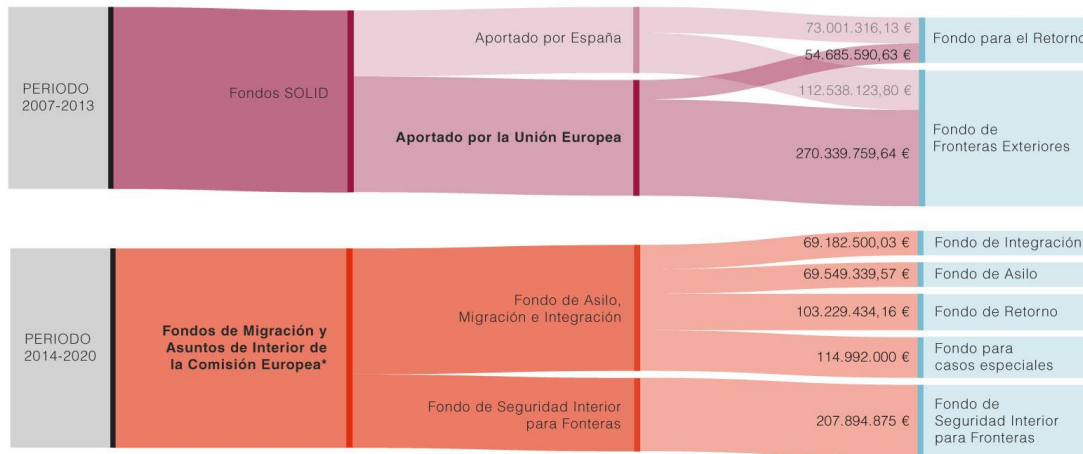 PERIODO
2007-2013
Fondos SOLID
Aportado por España
Aportado por la Unión Europea
73.001.316,13 €
54.685.590,63 €
112.538.123,80 €
270.339.759,64 €
Fondo para el Retorno
Fondo de
Fronteras Exteriores
PERIODO
2014-2020
Fondos de Migración y
Asuntos de Interior de
la Comisión Europea*
Fondo de Asilo,
Migración e Integración
Fondo de Seguridad Interior
para Fonteras
69.182.500,03 €
69.549.339,57 €
103.229.434,16 €
114.992.000 €
207.894.875 €
Fondo de Integración
Fondo de Asilo
Fondo de Retorno
Fondo para
casos especiales
Fondo de
Seguridad Interior
para Fronteras